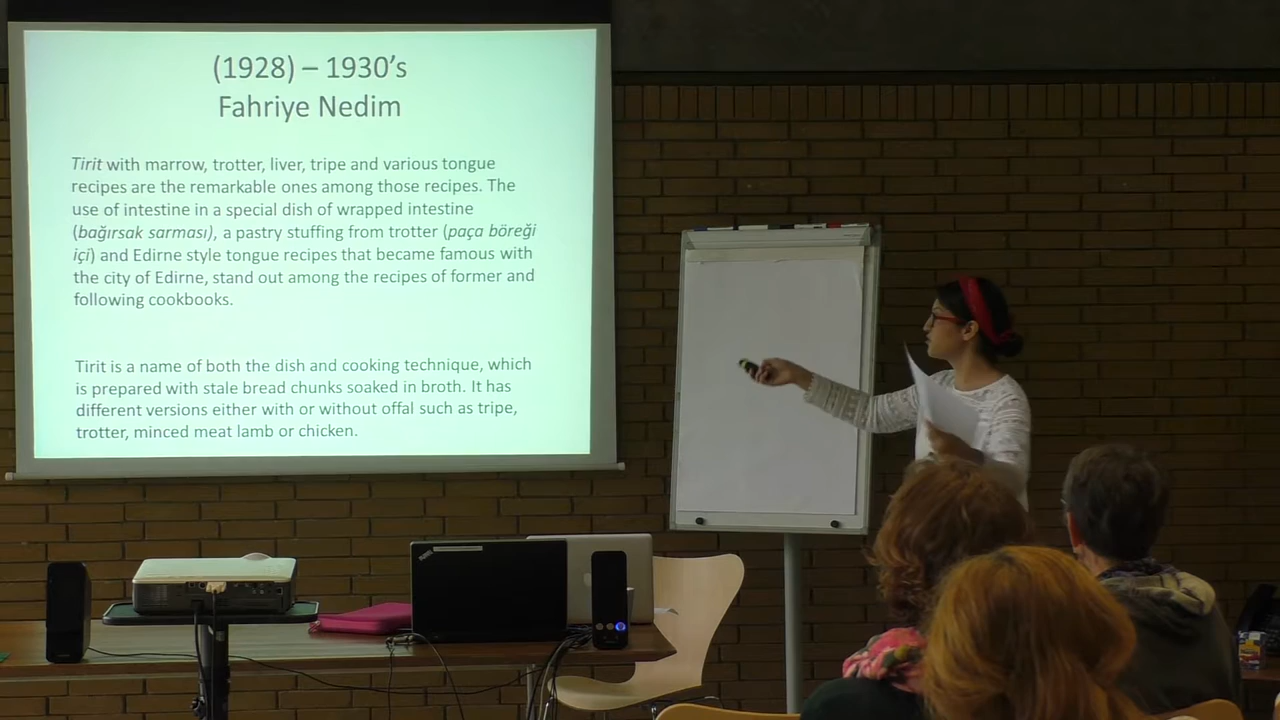 (1928) – 1930's
Fahriye Nedim
Tirit with marrow, trotter, liver, tripe and various tongue
recipes are the remarkable ones among those recipes. The
use of intestine in a special dish of wrapped intestine
(bağırsak sarması), a pastry stuffing from trotter (paça böreği
içi) and Edirne style tongue recipes that became famous with
the city of Edirne, stand out among the recipes of former and
following cookbooks.
Tirit is a name of both the dish and cooking technique, which
is prepared with stale bread chunks soaked in broth. It has
different versions either with or without offal such as tripe,
trotter, minced meat lamb or chicken.